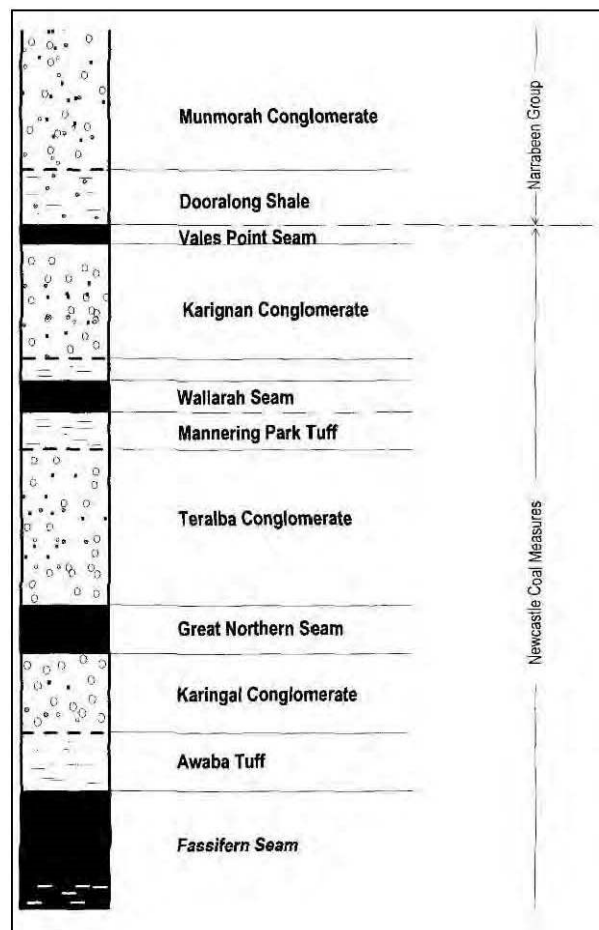 Munmorah Conglomerate
Dooralong Shale
Vales Point Seam
Karignan Conglomerate
Wallarah Seam
Mannering Park Tuff
Teralba Conglomerate
Great Northern Seam
Karingal Conglomerate
Awaba Tuff
Fassifern Seam
Narrabeen Group
Newcastle Coal Measures